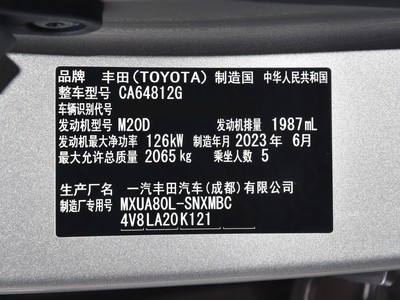 品牌 丰田(TOYOTA) 制造国 中华人民共和国
整车型号 CA64812G
车辆识别代号
发动机型号 M20D 发动机排量 1987mL
发动机最大净功率 126kW 制造年月 2023年 6月
最大允许总质量 2065kg 乘坐人数 5
生产厂名 一汽丰田汽车(成都)有限公司
制造厂专用号 MXUA80L-SNXMBC
4V8LA20K121